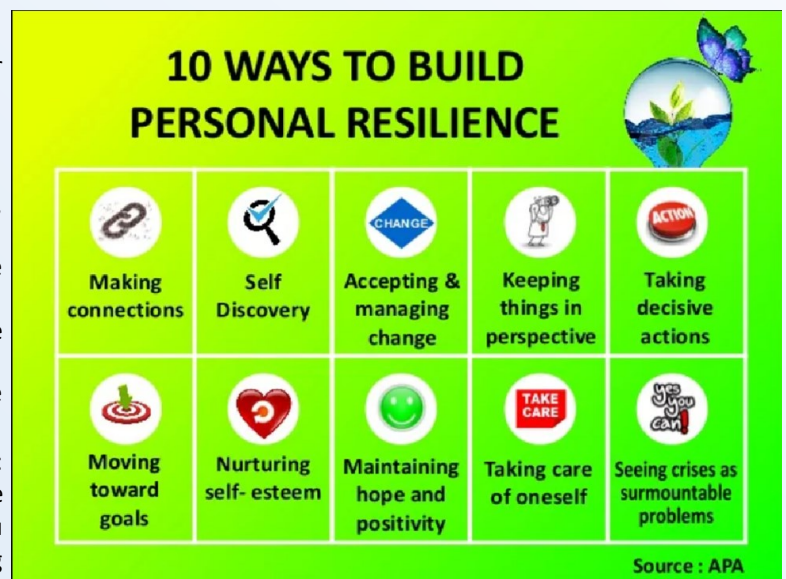 10 WAYS TO BUILD
PERSONAL RESILIENCE
Making
connections
Self
Discovery
CHANGE
Accepting &
managing
change
Keeping
things in
perspective
ACTION
Taking
decisive
actions
Moving
toward
goals
Nurturing
self- esteem
Maintaining
hope and
positivity
TAKE
CARE
Taking care
of oneself
yes
you
can!
Seeing crises as
surmountable
problems
Source : APA